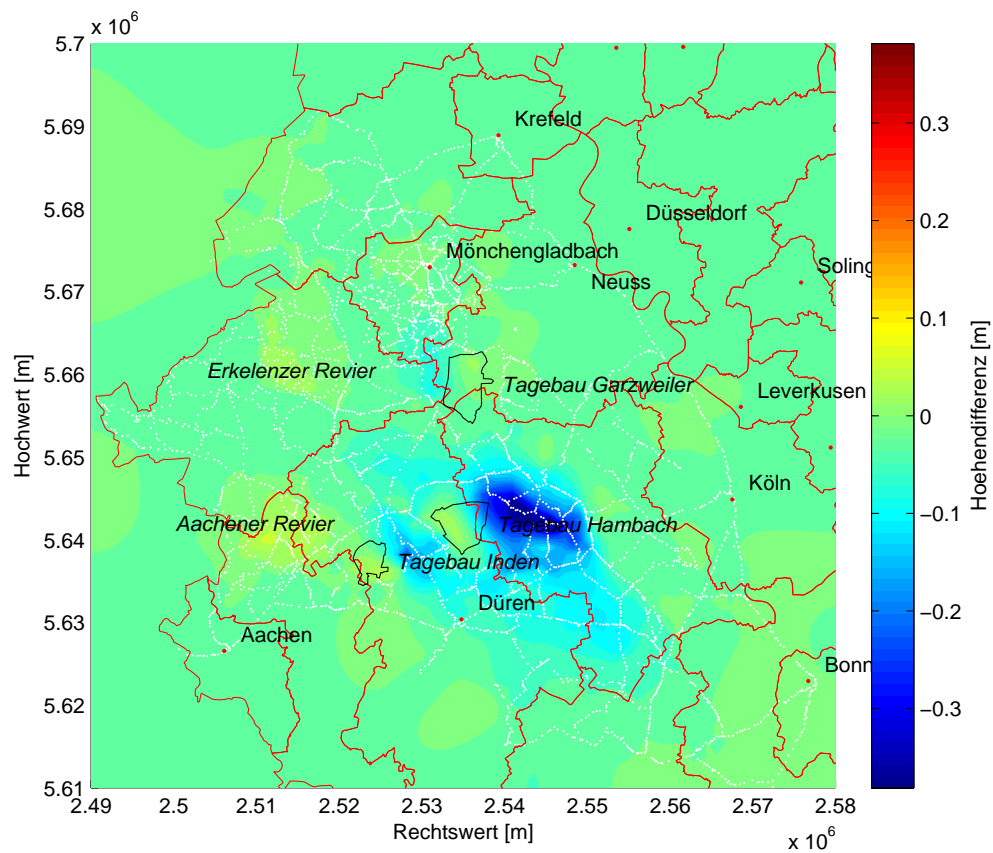 x 10⁶
5.7
5.69
5.68
5.67
5.66
5.65
5.64
5.63
5.62
5.61
Hochwert [m]
Krefeld
Düsseldorf
Mönchengladbach
Soling
Neuss
Erkelenzer Revier
Tagebau Garzweiler
Leverkusen
Köln
Aachener Revier
Tagebau Hambach
Tagebau Inden
Düren
Aachen
Bonn
2.49 2.5 2.51 2.52 2.53 2.54 2.55 2.56 2.57 2.58
Rechtswert [m]
x 10⁶
0.3
0.2
0.1
0
−0.1
−0.2
−0.3
Hoehendifferenz [m]